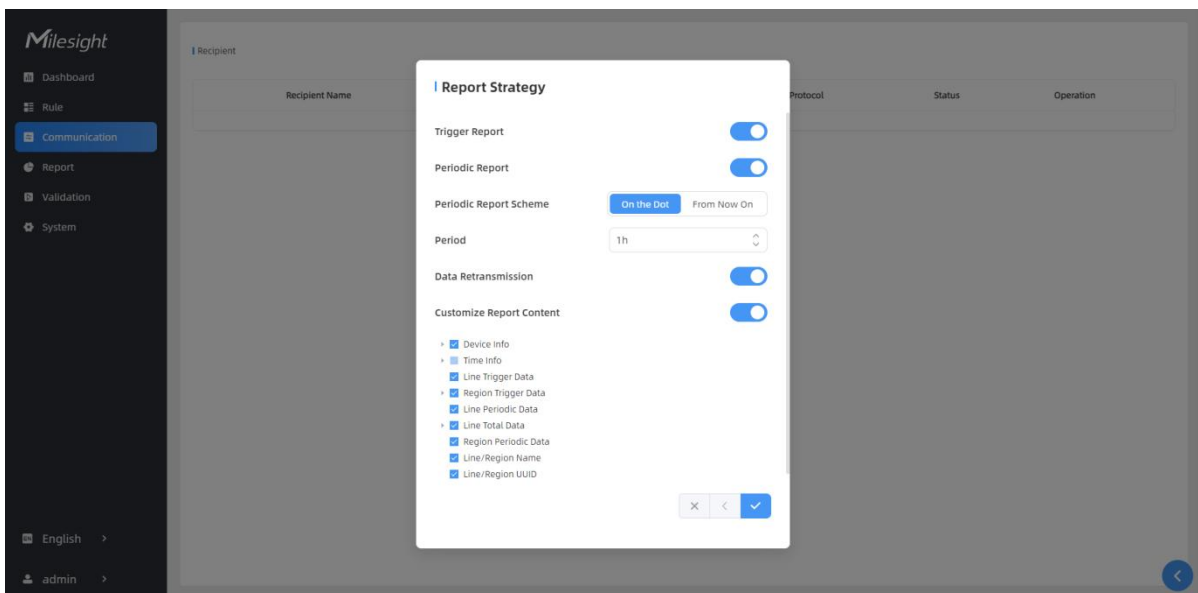 Milesight
Dashboard
Rule
Communication
Report
Validation
System
English
admin
Recipient
Recipient Name
Protocol
Status
Operation
Report Strategy
Trigger Report
Periodic Report
Periodic Report Scheme
On the Dot
From Now On
Period
1h
Data Retransmission
Customize Report Content
Device Info
Time Info
Line Trigger Data
Region Trigger Data
Line Periodic Data
Line Total Data
Region Periodic Data
Line/Region Name
Line/Region UUID